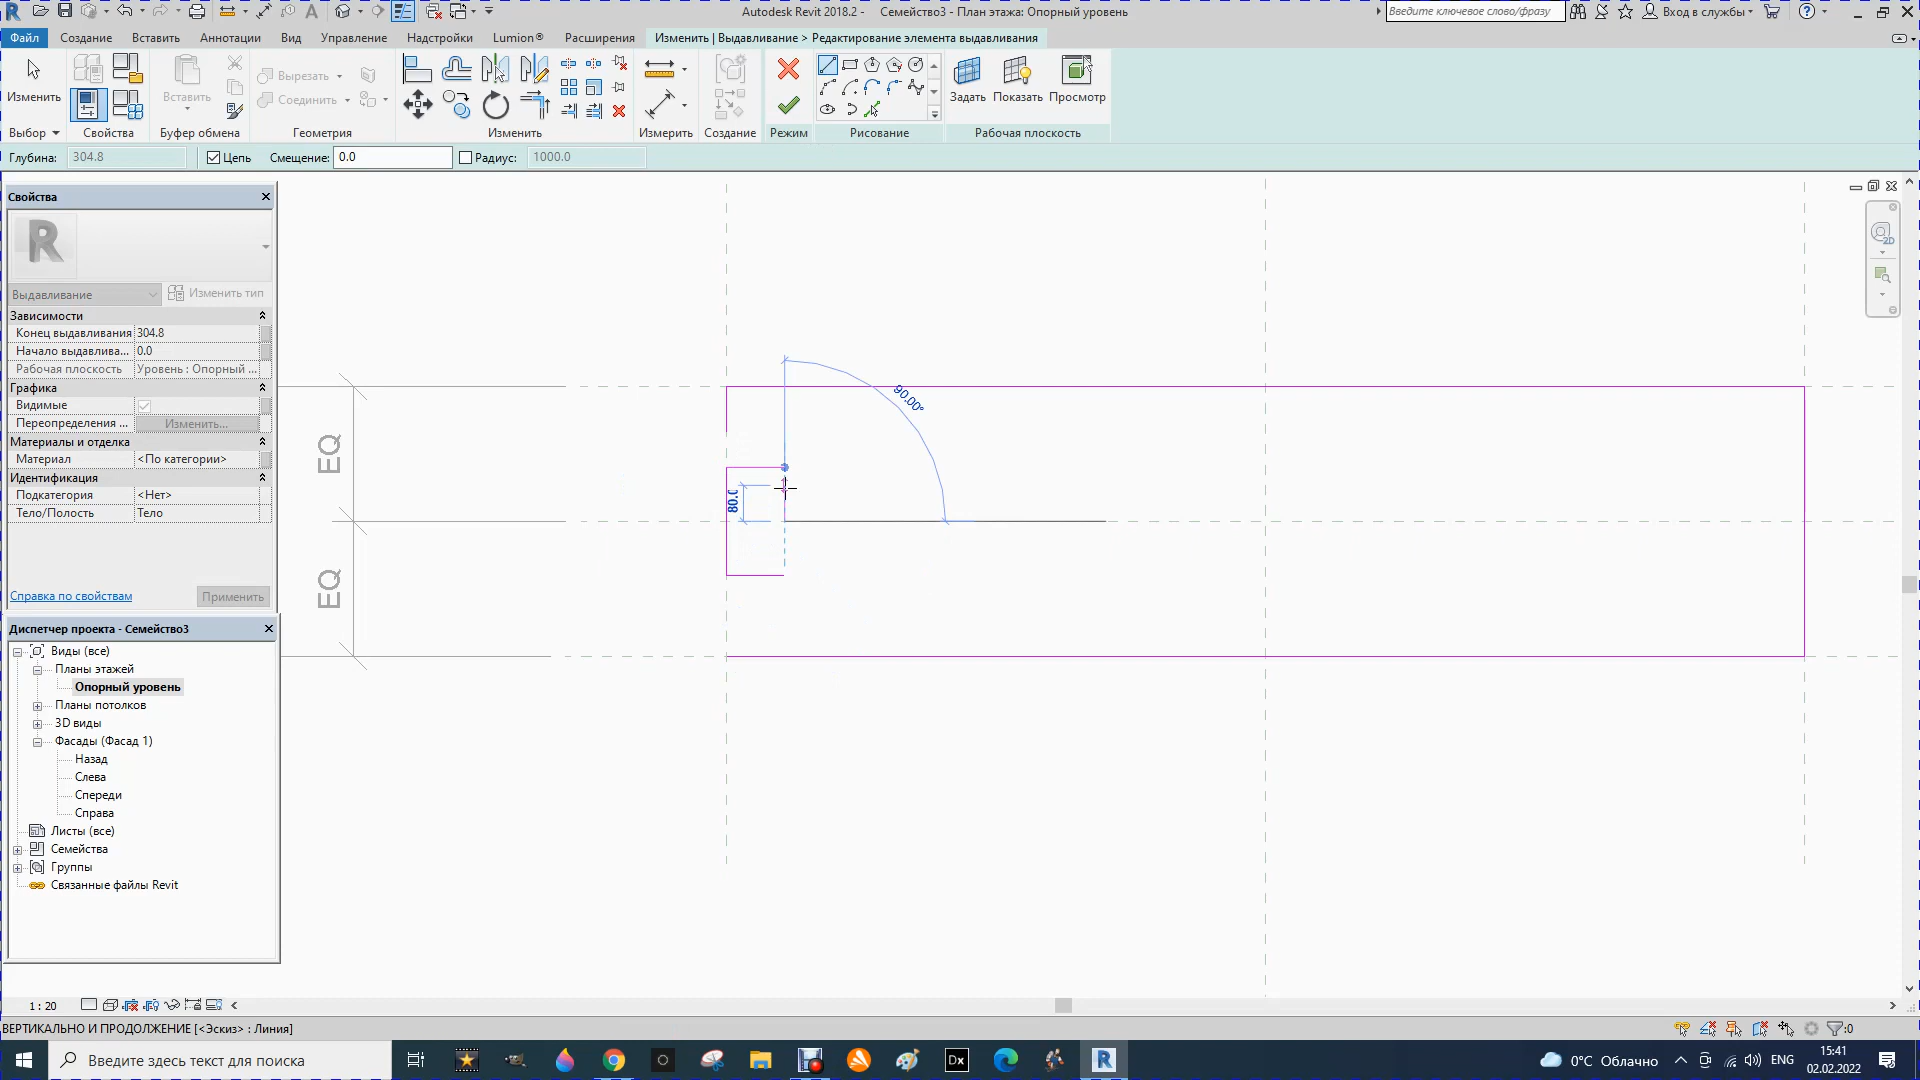 Autodesk Revit 2018.2 - Семейство3 - План этажа: Опорный уровень
Введите ключевое слово/фразу
Вход в службы
Файл Создание Вставить Аннотации Вид Управление Надстройки Lumion® Расширения Изменить | Выдавливание > Редактирование элемента выдавливания
Изменить
Вставить
Вырезать
Соединить
Задать Показать Просмотр
Выбор Свойства Буфер обмена Геометрия Изменить Измерить Создание Режим Рисование Рабочая плоскость
Глубина: 304.8 Цепь Смещение: 0.0 Радиус: 1000.0
Свойства
R
Выдавливание Изменить тип
Зависимости
Конец выдавливания 304.8
Начало выдавлива... 0.0
Рабочая плоскость Уровень : Опорный ...
Графика
Видимые
Переопределения ... Изменить...
Материалы и отделка
Материал <По категории>
Идентификация
Подкатегория <Нет>
Тело/Полость Тело
Справка по свойствам Применить
Диспетчер проекта - Семейство3
Виды (все)
Планы этажей
Опорный уровень
Планы потолков
3D виды
Фасады (Фасад 1)
Назад
Слева
Спереди
Справа
Листы (все)
Семейства
Группы
Связанные файлы Revit
EQ
EQ
90.00°
80.0
2D
1 : 20
ВЕРТИКАЛЬНО И ПРОДОЛЖЕНИЕ [<Эскиз> : Линия]
:0
Введите здесь текст для поиска
Dx
R
0°C Облачно
ENG
15:41
02.02.2022